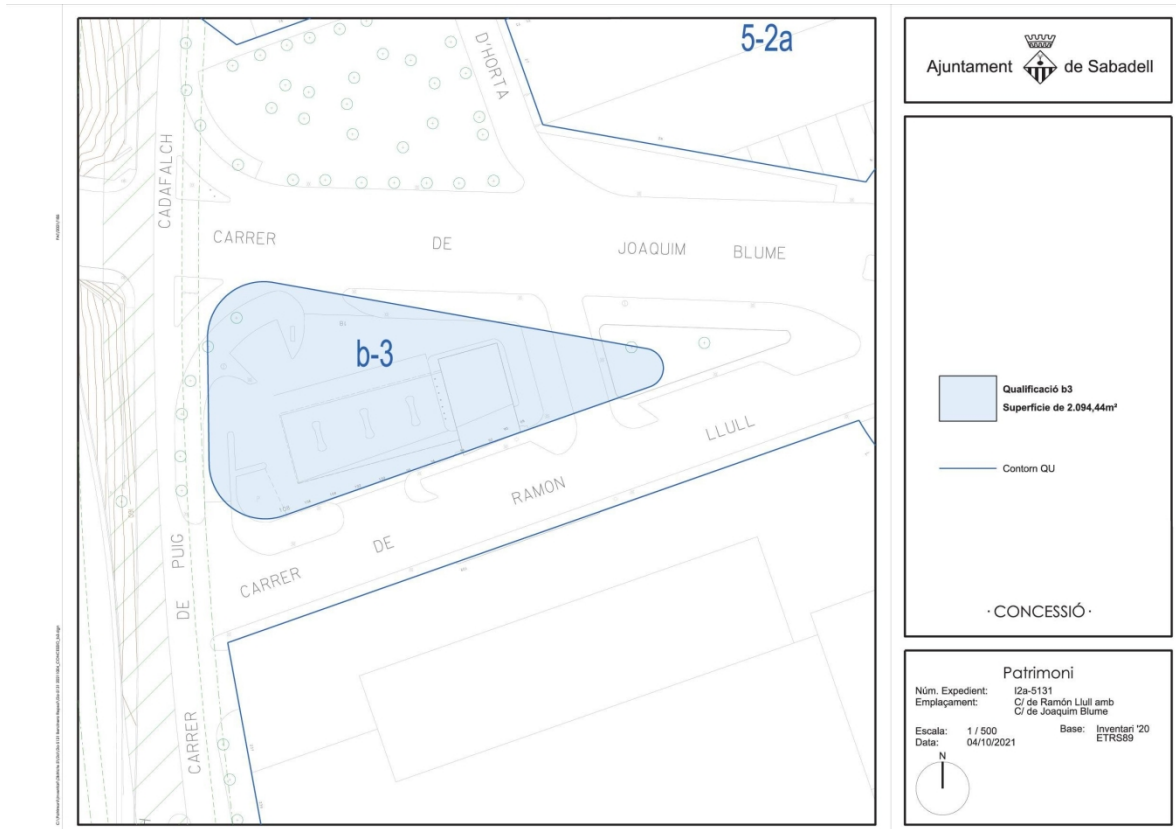 5-2a
D'HORTA
CADAFALCH
CARRER DE JOAQUIM BLUME
b-3
LLULL
RAMON
DE
CARRER
PUIG
DE
CARRER
Ajuntament de Sabadell
Qualificació b3
Superfície de 2.094,44m²
Contorn QU
· CONCESSIÓ ·
Patrimoni
Núm. Expedient: I2a-5131
Emplaçament: C/ de Ramón Llull amb
C/ de Joaquim Blume
Escala: 1 / 500 Base: Inventari '20
ETRS89
Data: 04/10/2021
N